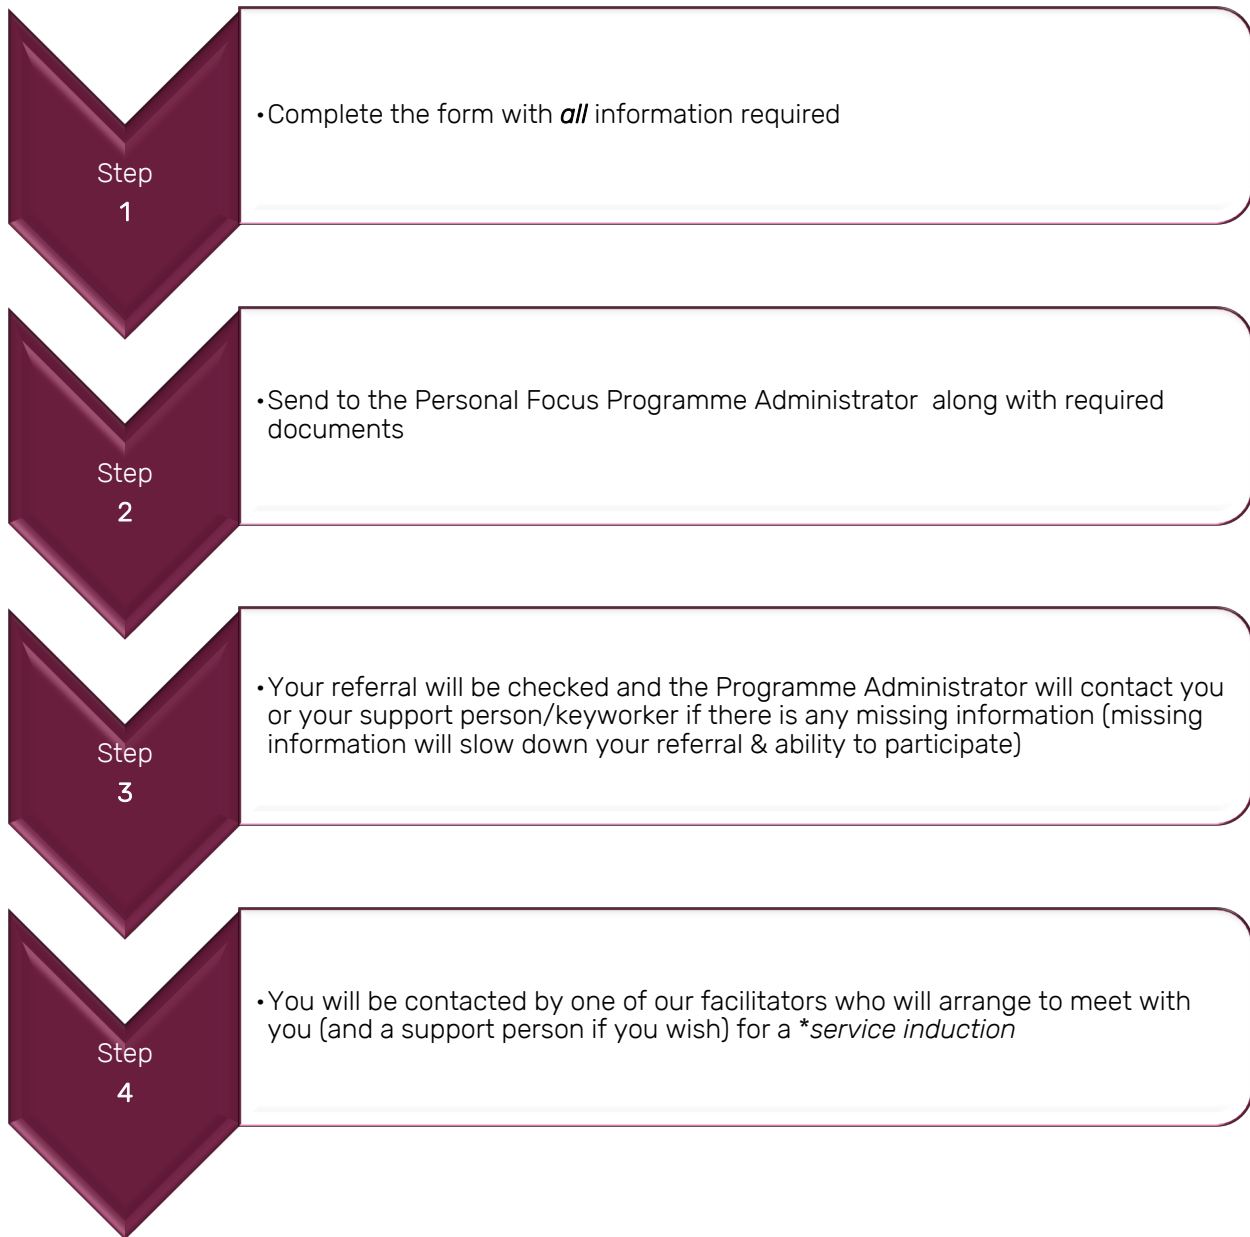 Step
1
•Complete the form with all information required
Step
2
•Send to the Personal Focus Programme Administrator  along with required
documents
Step
3
•Your referral will be checked and the Programme Administrator will contact you
or your support person/keyworker if there is any missing information (missing
information will slow down your referral & ability to participate)
Step
4
•You will be contacted by one of our facilitators who will arrange to meet with
you (and a support person if you wish) for a *service induction